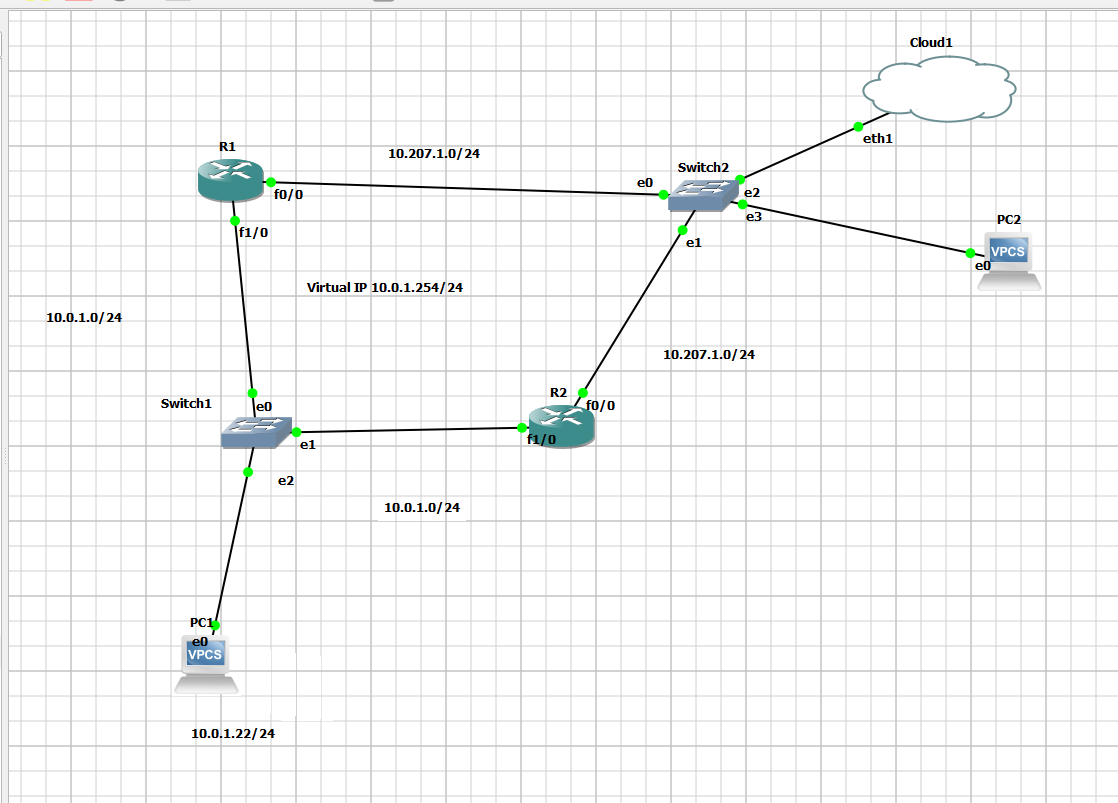 Cloud1
eth1
R1
10.207.1.0/24
Switch2
f0/0
e0
e2
e3
PC2
f1/0
e1
VPCS
e0
Virtual IP 10.0.1.254/24
10.0.1.0/24
10.207.1.0/24
R2
Switch1
e0
f0/0
e1
f1/0
e2
10.0.1.0/24
PC1
e0
VPCS
10.0.1.22/24